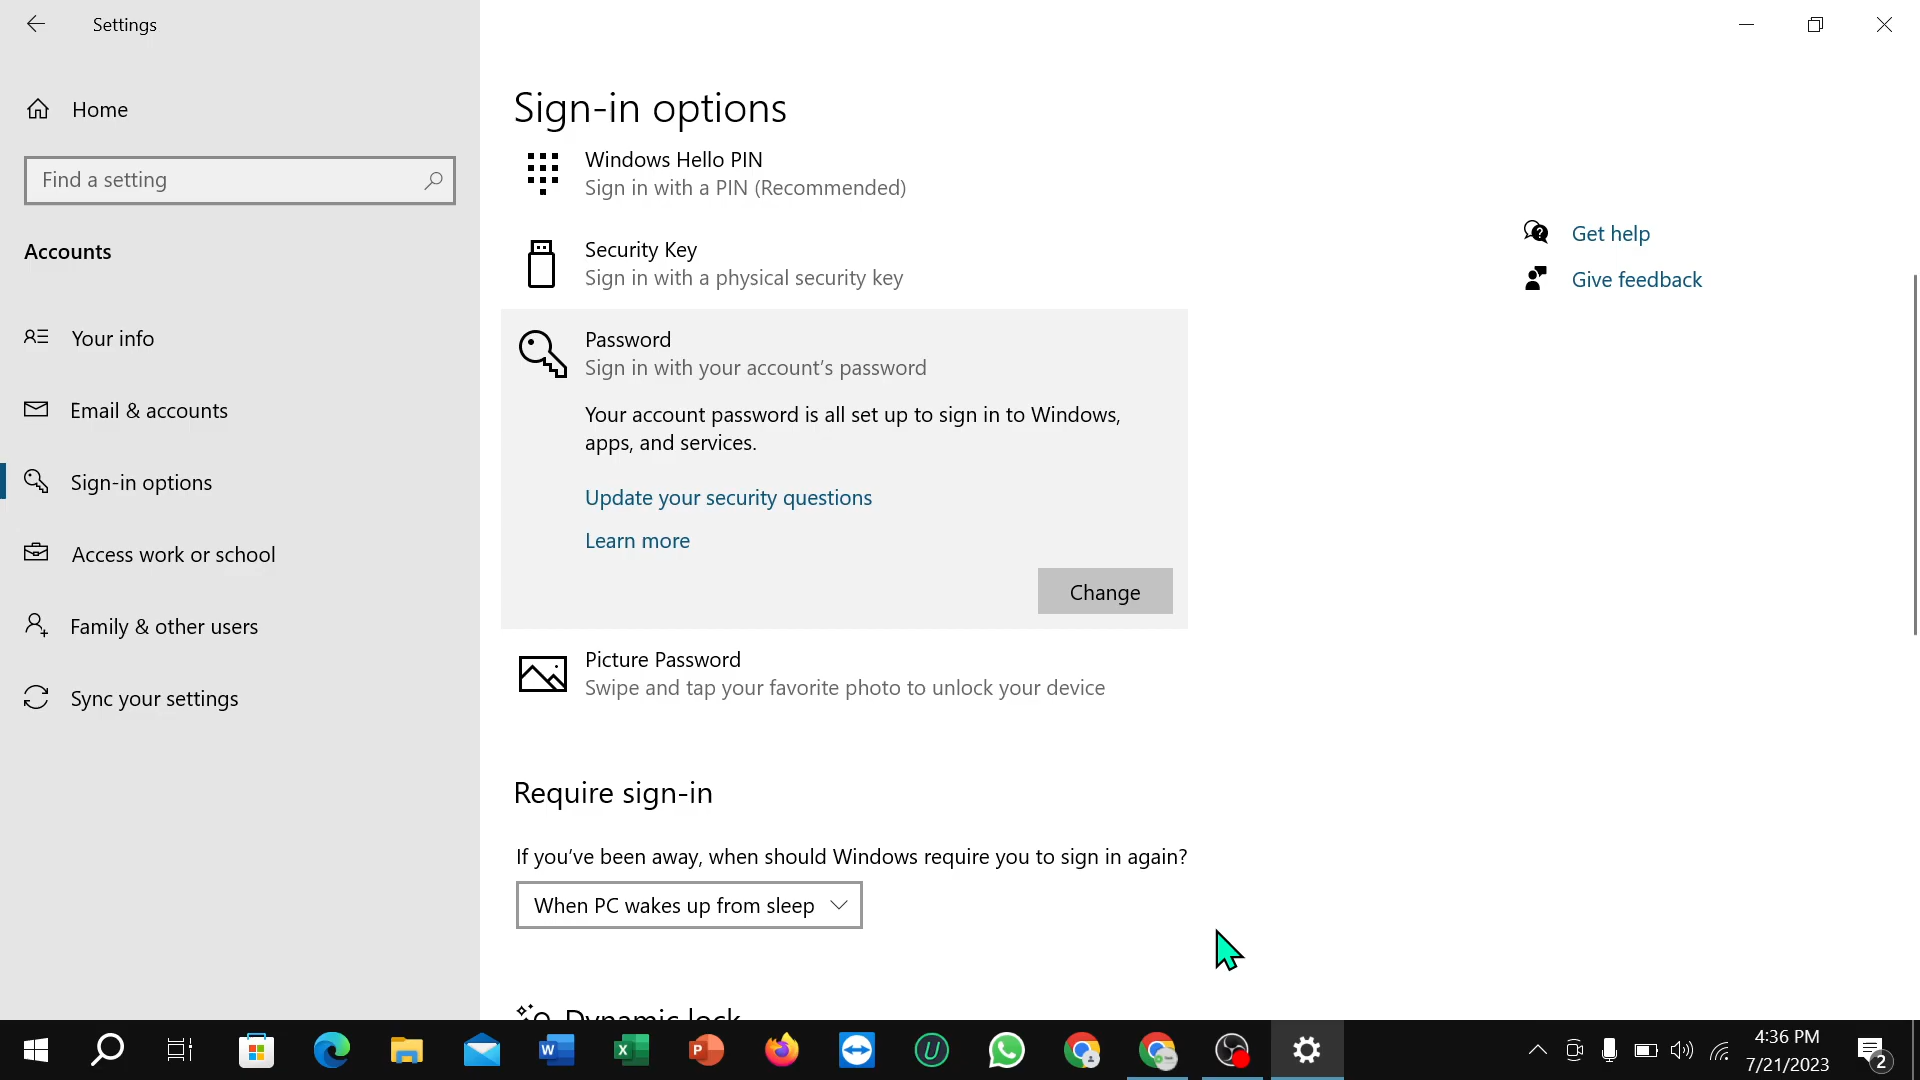 Settings
Home
Find a setting
Accounts
Your info
Email & accounts
Sign-in options
Access work or school
Family & other users
Sync your settings
Sign-in options
Windows Hello PIN
Sign in with a PIN (Recommended)
Security Key
Sign in with a physical security key
Password
Sign in with your account's password
Your account password is all set up to sign in to Windows,
apps, and services.
Update your security questions
Learn more
Change
Picture Password
Swipe and tap your favorite photo to unlock your device
Require sign-in
If you've been away, when should Windows require you to sign in again?
When PC wakes up from sleep
Dynamic lock
Get help
Give feedback
4:36 PM
7/21/2023
2